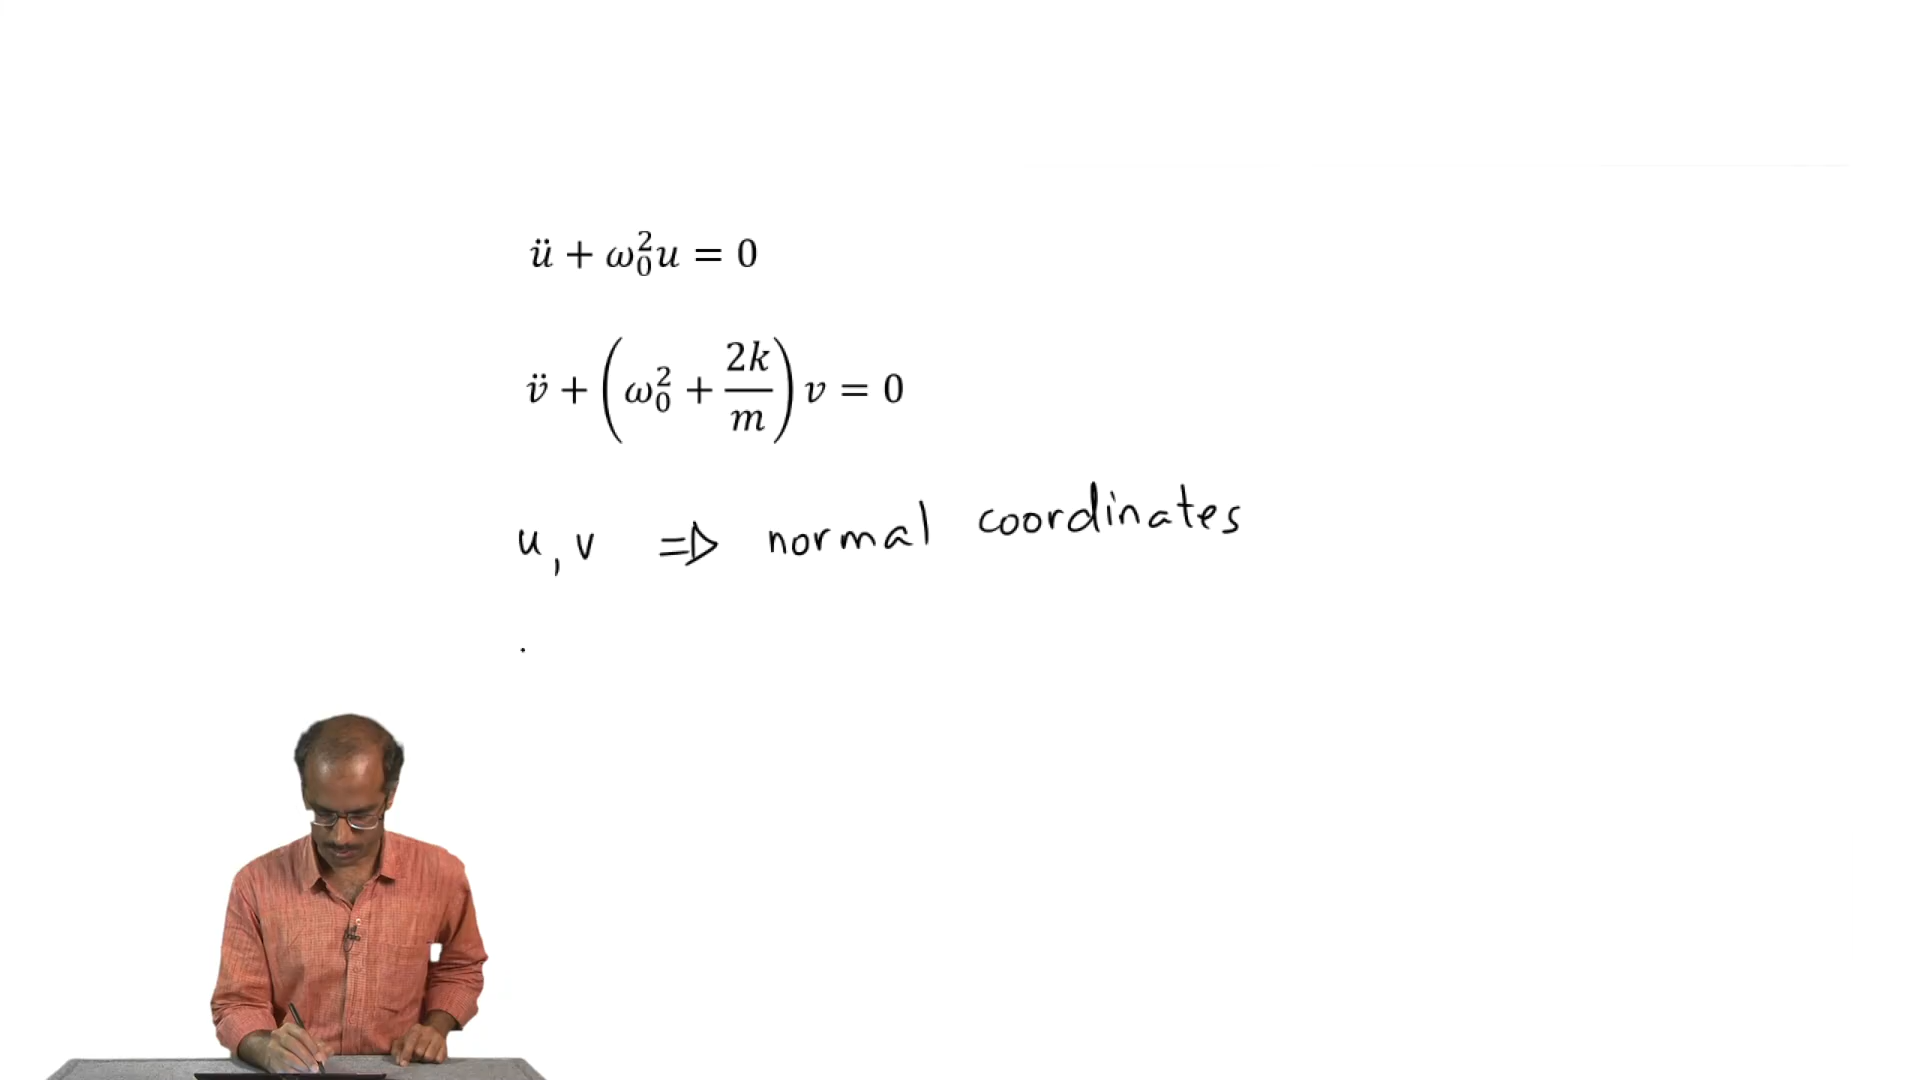 ü + ω₀²u = 0
v̈ + (ω₀² + 2k/m) v = 0
u, v ⇒ normal coordinates